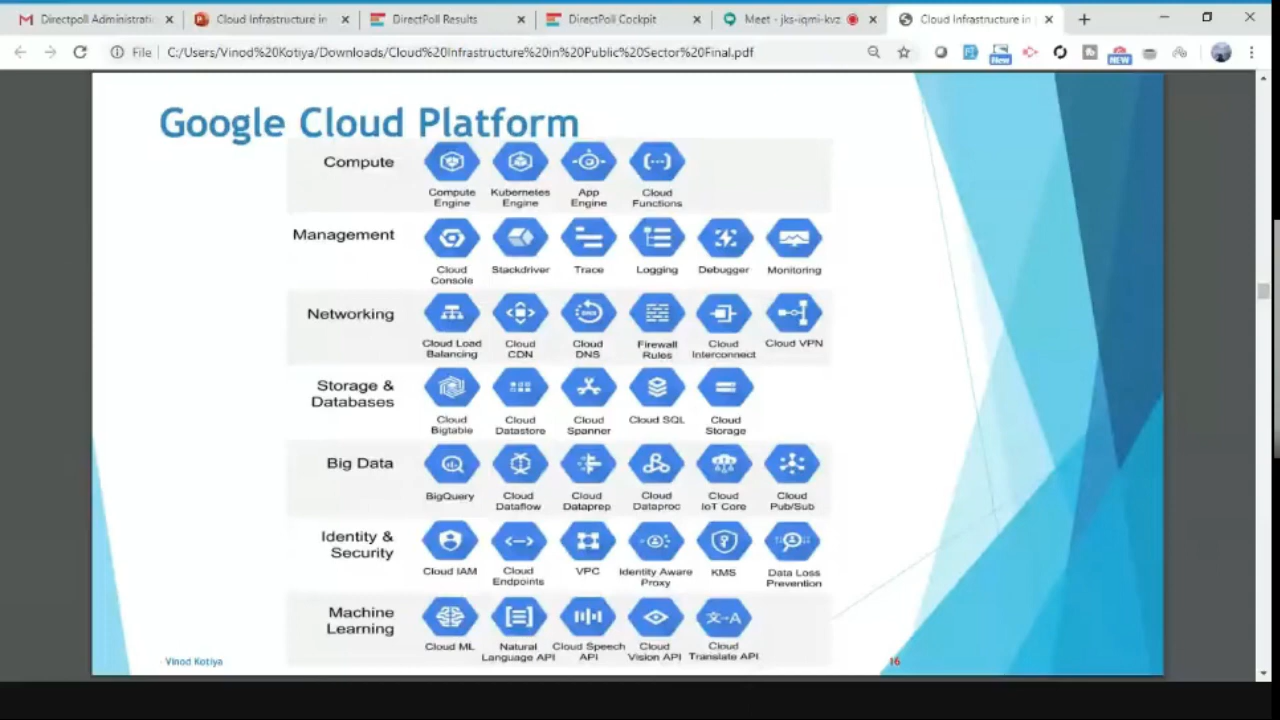 Directpoll Administrati
Cloud Infrastructure in
DirectPoll Results
DirectPoll Cockpit
Meet - jks-iqmi-kvz
Cloud Infrastructure in
File
C:/Users/Vinod%20Kotiya/Downloads/Cloud%20Infrastructure%20in%20Public%20Sector%20Final.pdf
New
NEW
Google Cloud Platform
Compute
Compute
Engine
Kubernetes
Engine
App
Engine
Cloud
Functions
Management
Cloud
Console
Stackdriver
Trace
Logging
Debugger
Monitoring
Networking
Cloud Load
Balancing
Cloud
CDN
Cloud
DNS
Firewall
Rules
Cloud
Interconnect
Cloud VPN
Storage &
Databases
Cloud
Bigtable
Cloud
Datastore
Cloud
Spanner
Cloud SQL
Cloud
Storage
Big Data
BigQuery
Cloud
Dataflow
Cloud
Dataprep
Cloud
Dataproc
Cloud
IoT Core
Cloud
Pub/Sub
Identity &
Security
Cloud IAM
Cloud
Endpoints
VPC
Identity Aware
Proxy
KMS
Data Loss
Prevention
Machine
Learning
Cloud ML
Natural
Language API
Cloud Speech
API
Cloud
Vision API
Cloud
Translate API
文→A
Vinod Kotiya
16